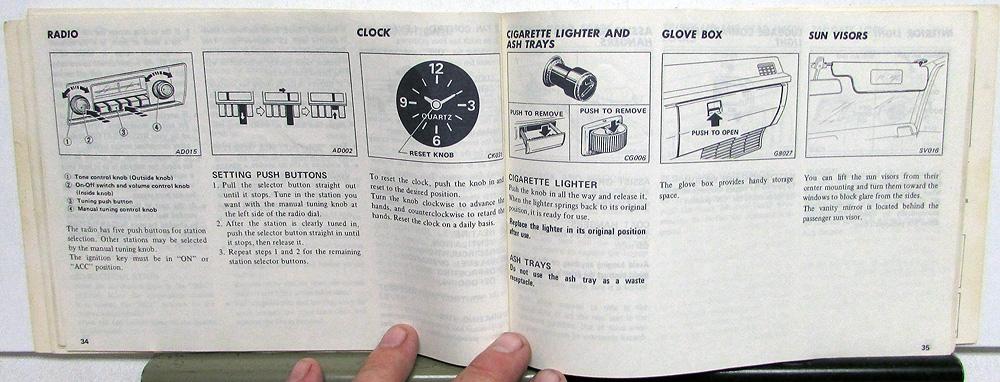 RADIO
AD015
① Tone control knob (Outside knob)
② On-Off switch and volume control knob
(Inside knob)
③ Tuning push button
④ Manual tuning control knob
The radio has five push buttons for station
selection. Other stations may be selected
by the manual tuning knob.
The ignition key must be in "ON" or
"ACC" position.
AD002
SETTING PUSH BUTTONS
1. Pull the selector button straight out
until it stops. Tune in the station you
want with the manual tuning knob at
the left side of the radio dial.
2. After the station is clearly tuned in,
push the selector button straight in until
it stops, then release it.
3. Repeat steps 1 and 2 for the remaining
station selector buttons.
34
CLOCK
12
9
3
QUARTZ
6
RESET KNOB
To reset the clock, push the knob in and
reset to the desired position.
Turn the knob clockwise to advance the
hands, and counterclockwise to retard the
hands. Reset the clock on a daily basis.
CIGARETTE LIGHTER AND
ASH TRAYS
PUSH TO REMOVE
PUSH TO REMOVE
CG006
CIGARETTE LIGHTER
Push the knob in all the way and release it.
When the lighter springs back to its original
position, it is ready for use.
Replace the lighter in its original position
after use.
ASH TRAYS
Do not use the ash tray as a waste
receptacle.
GLOVE BOX
PUSH TO OPEN
GB027
The glove box provides handy storage
space.
SUN VISORS
SV016
You can lift the sun visors from their
center mounting and turn them toward the
windows to block glare from the sides.
The vanity mirror is located behind the
passenger sun visor.
35